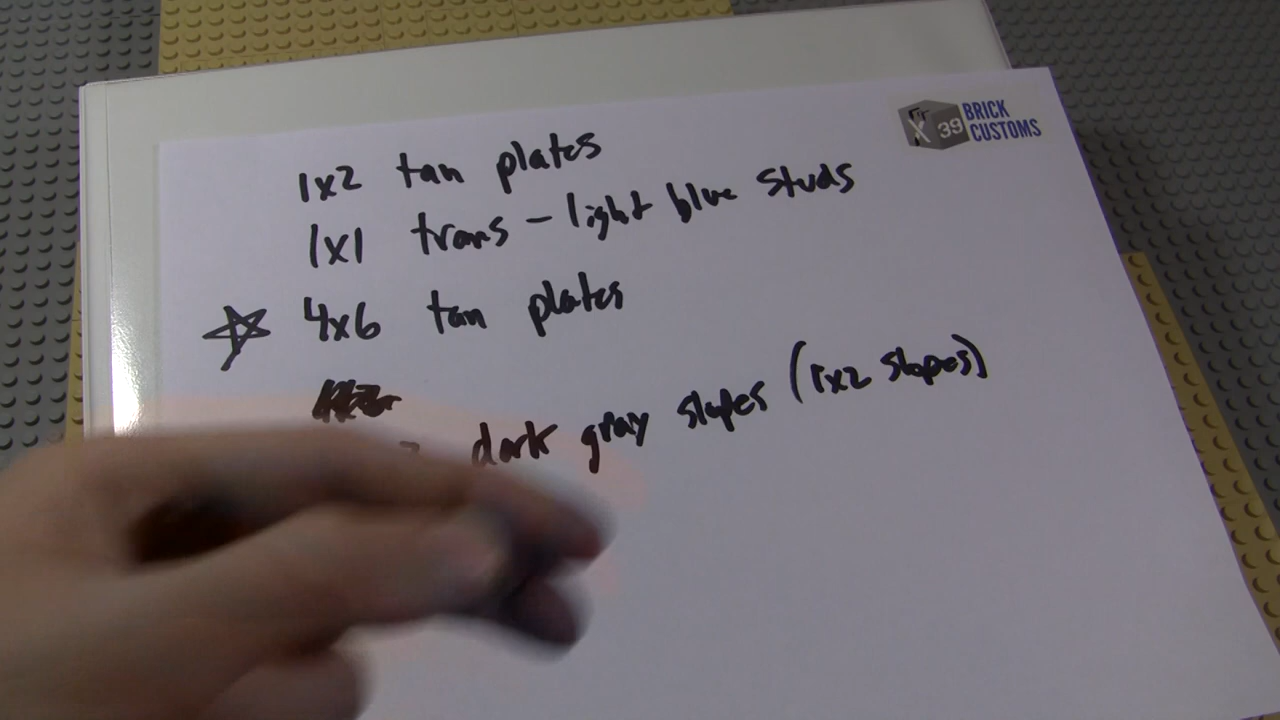 X 39 BRICK
CUSTOMS
1x2 tan plates
1x1 trans - light blue studs
4x6 tan plates
dark gray slopes (1x2 slopes)